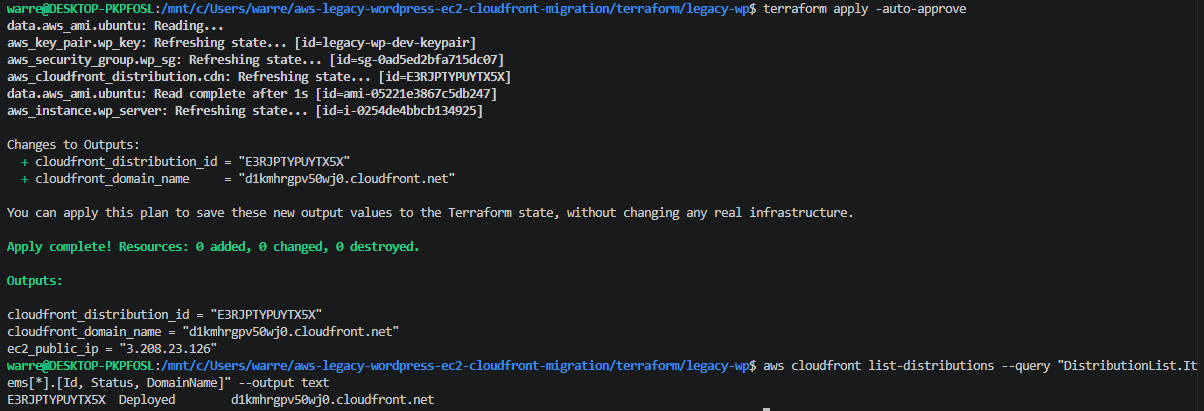 warre@DESKTOP-PKPFOSL:/mnt/c/Users/warre/aws-legacy-wordpress-ec2-cloudfront-migration/terraform/legacy-wp$ terraform apply -auto-approve
data.aws_ami.ubuntu: Reading...
aws_key_pair.wp_key: Refreshing state... [id=legacy-wp-dev-keypair]
aws_security_group.wp_sg: Refreshing state... [id=sg-0ad5ed2bfa715dc07]
aws_cloudfront_distribution.cdn: Refreshing state... [id=E3RJPTYPUYTX5X]
data.aws_ami.ubuntu: Read complete after 1s [id=ami-05221e3867c5db247]
aws_instance.wp_server: Refreshing state... [id=i-0254de4bbcb134925]
Changes to Outputs:
  + cloudfront_distribution_id = "E3RJPTYPUYTX5X"
  + cloudfront_domain_name     = "d1kmhrgpv50wj0.cloudfront.net"
You can apply this plan to save these new output values to the Terraform state, without changing any real infrastructure.
Apply complete! Resources: 0 added, 0 changed, 0 destroyed.
Outputs:
cloudfront_distribution_id = "E3RJPTYPUYTX5X"
cloudfront_domain_name = "d1kmhrgpv50wj0.cloudfront.net"
ec2_public_ip = "3.208.23.126"
warre@DESKTOP-PKPFOSL:/mnt/c/Users/warre/aws-legacy-wordpress-ec2-cloudfront-migration/terraform/legacy-wp$ aws cloudfront list-distributions --query "DistributionList.It
ems[*].[Id, Status, DomainName]" --output text
E3RJPTYPUYTX5X  Deployed        d1kmhrgpv50wj0.cloudfront.net